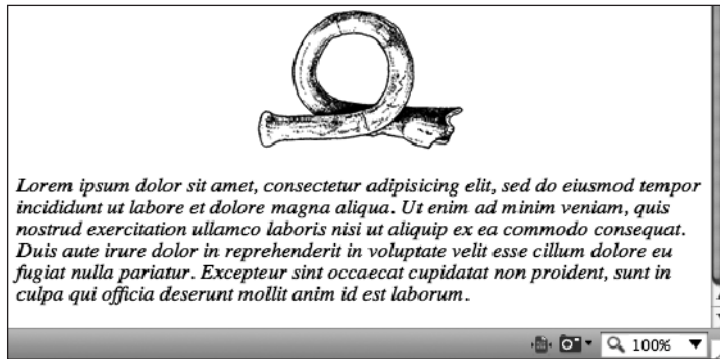 Lorem ipsum dolor sit amet, consectetur adipisicing elit, sed do eiusmod tempor
incididunt ut labore et dolore magna aliqua. Ut enim ad minim veniam, quis
nostrud exercitation ullamco laboris nisi ut aliquip ex ea commodo consequat.
Duis aute irure dolor in reprehenderit in voluptate velit esse cillum dolore eu
fugiat nulla pariatur. Excepteur sint occaecat cupidatat non proident, sunt in
culpa qui officia deserunt mollit anim id est laborum.
100%